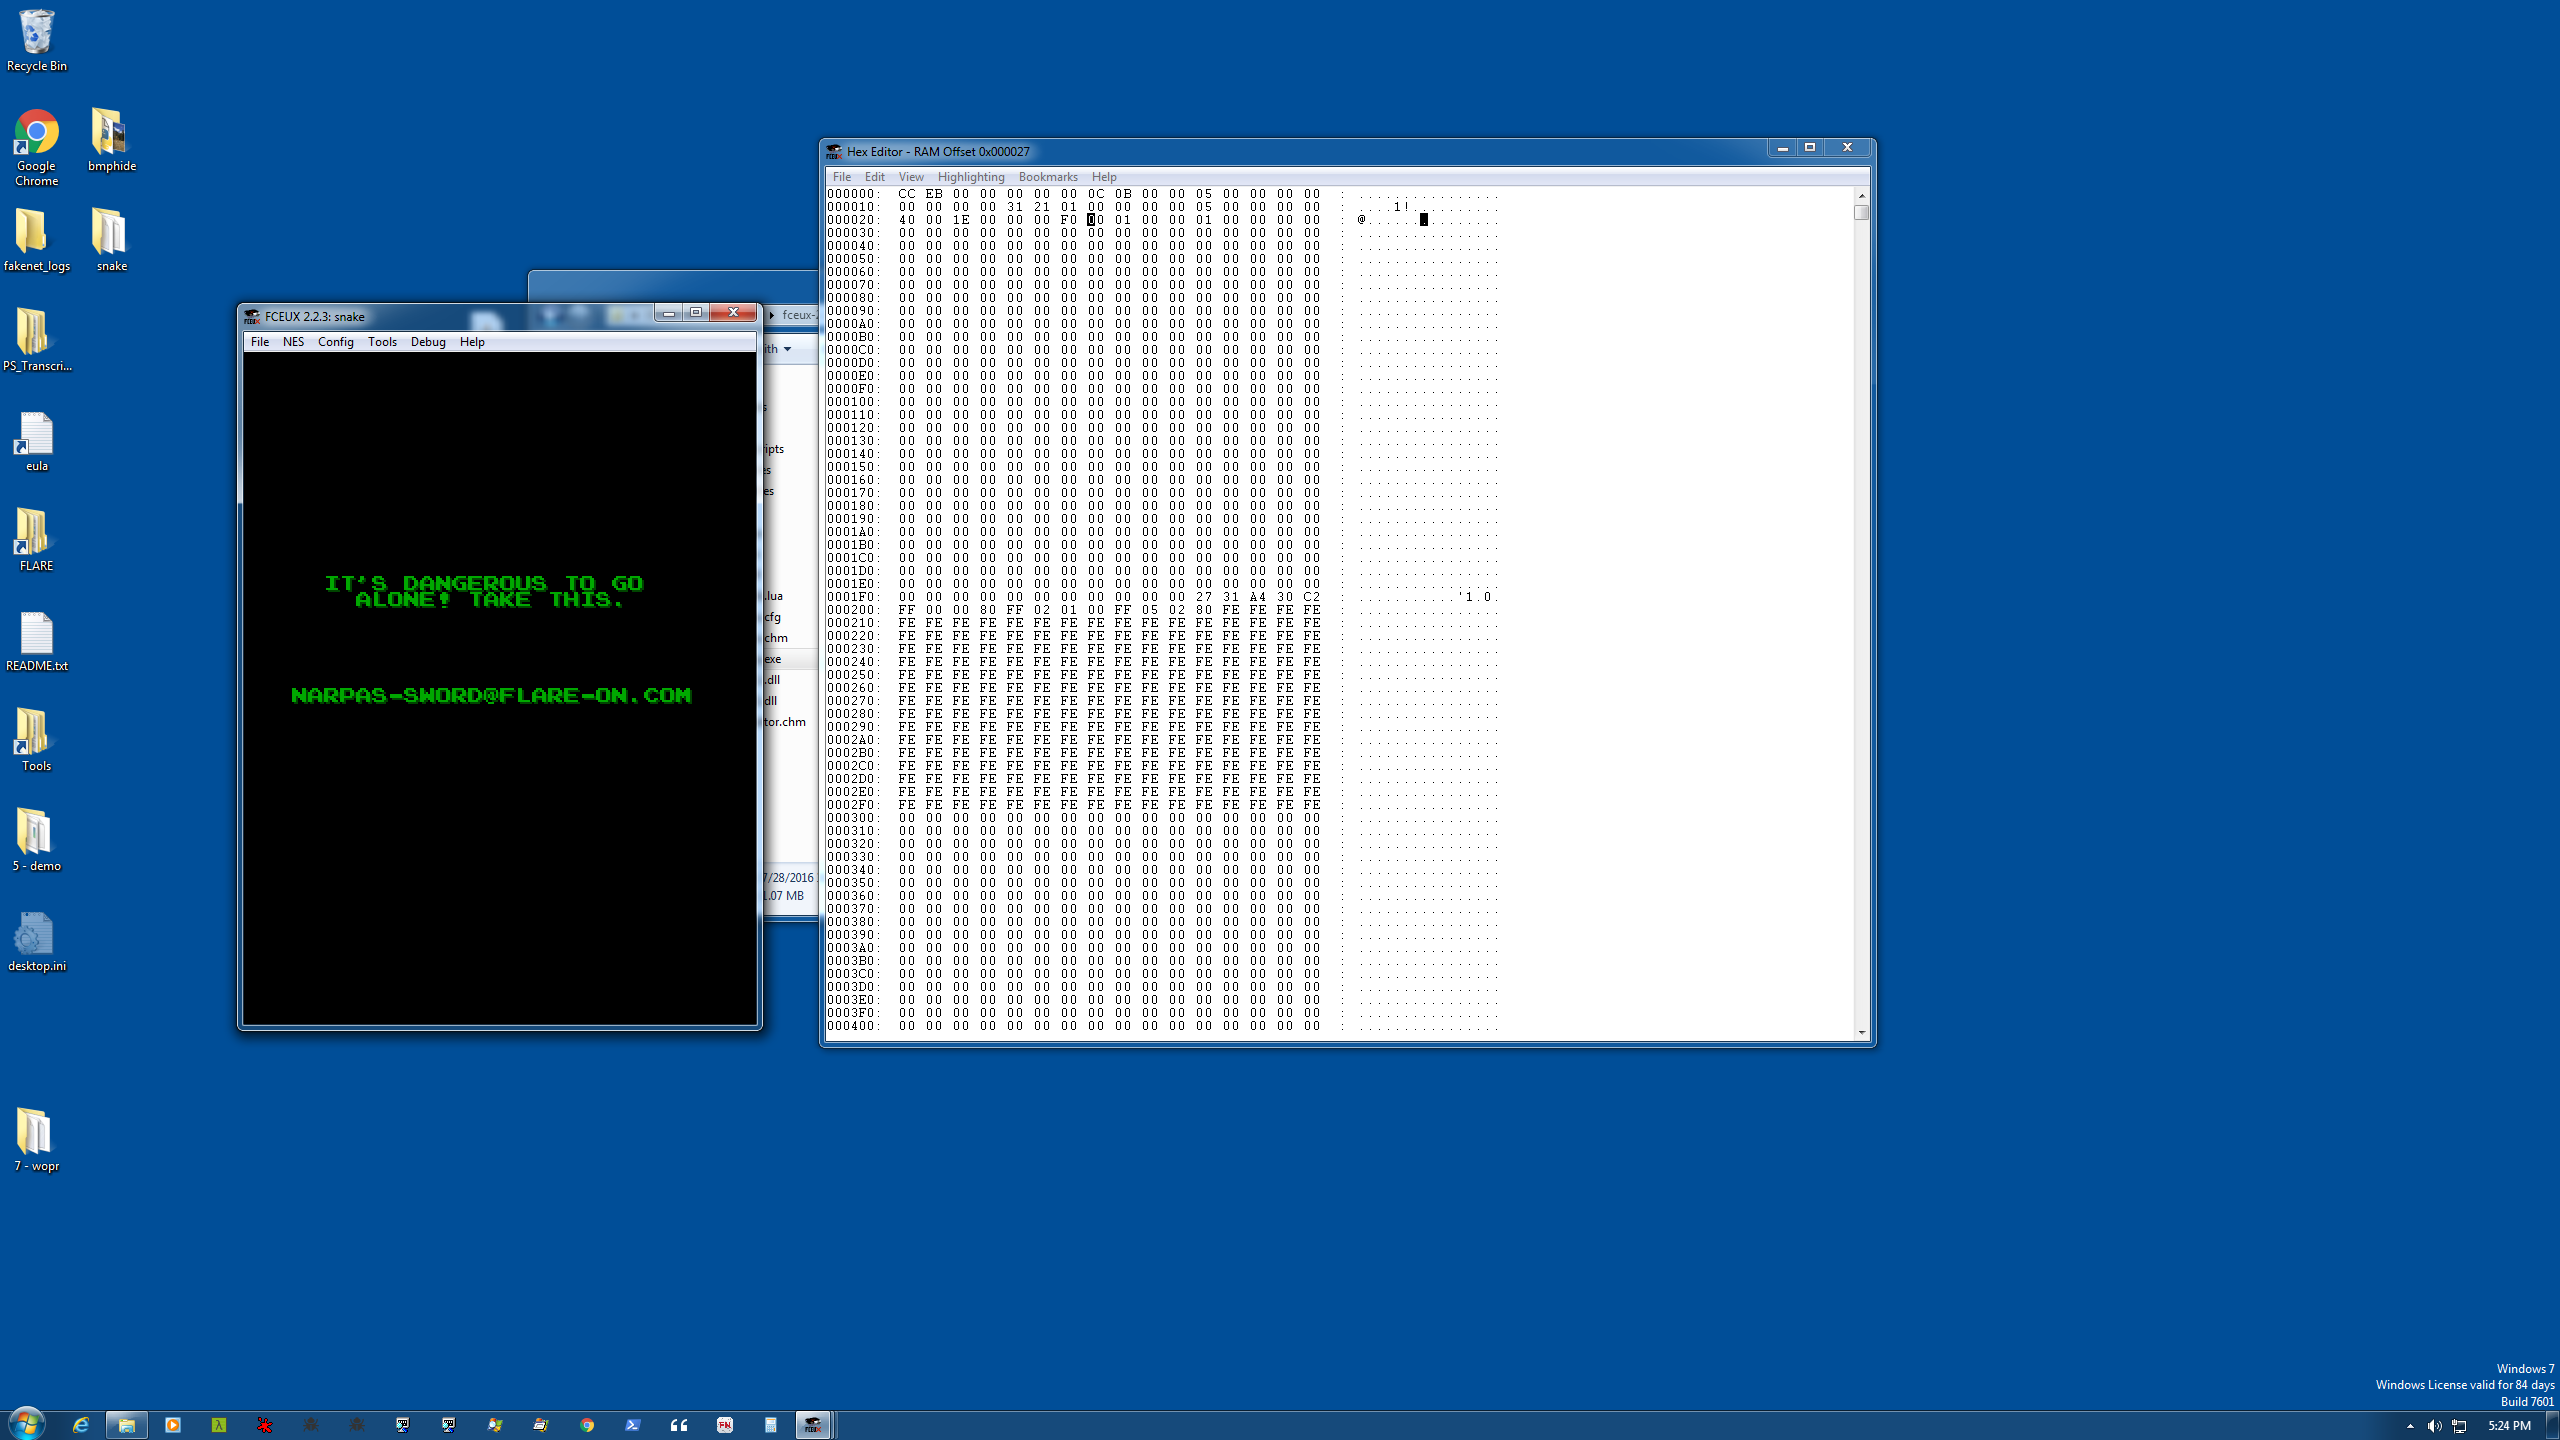 Recycle Bin
Google Chrome
bmphide
fakenet_logs
snake
PS_Transcri...
eula
FLARE
README.txt
Tools
5 - demo
desktop.ini
7 - wopr
fceux-2
ith
s
ripts
es
es
.lua
cfg
chm
exe
.dll
dll
tor.chm
7/28/2016
1.07 MB
FCEUX 2.2.3: snake
File NES Config Tools Debug Help
IT'S DANGEROUS TO GO
ALONE! TAKE THIS.
NARPAS-SWORD@FLARE-ON.COM
Hex Editor - RAM Offset 0x000027
File Edit View Highlighting Bookmarks Help
000000: CC EB 00 00 00 00 00 0C 0B 00 00 05 00 00 00 00 : ................
000010: 00 00 00 00 31 21 01 00 00 00 00 05 00 00 00 00 : ....1!..........
000020: 40 00 1E 00 00 00 F0 00 01 00 00 01 00 00 00 00 : @...............
000030: 00 00 00 00 00 00 00 00 00 00 00 00 00 00 00 00 : ................
000040: 00 00 00 00 00 00 00 00 00 00 00 00 00 00 00 00 : ................
000050: 00 00 00 00 00 00 00 00 00 00 00 00 00 00 00 00 : ................
000060: 00 00 00 00 00 00 00 00 00 00 00 00 00 00 00 00 : ................
000070: 00 00 00 00 00 00 00 00 00 00 00 00 00 00 00 00 : ................
000080: 00 00 00 00 00 00 00 00 00 00 00 00 00 00 00 00 : ................
000090: 00 00 00 00 00 00 00 00 00 00 00 00 00 00 00 00 : ................
0000A0: 00 00 00 00 00 00 00 00 00 00 00 00 00 00 00 00 : ................
0000B0: 00 00 00 00 00 00 00 00 00 00 00 00 00 00 00 00 : ................
0000C0: 00 00 00 00 00 00 00 00 00 00 00 00 00 00 00 00 : ................
0000D0: 00 00 00 00 00 00 00 00 00 00 00 00 00 00 00 00 : ................
0000E0: 00 00 00 00 00 00 00 00 00 00 00 00 00 00 00 00 : ................
0000F0: 00 00 00 00 00 00 00 00 00 00 00 00 00 00 00 00 : ................
000100: 00 00 00 00 00 00 00 00 00 00 00 00 00 00 00 00 : ................
000110: 00 00 00 00 00 00 00 00 00 00 00 00 00 00 00 00 : ................
000120: 00 00 00 00 00 00 00 00 00 00 00 00 00 00 00 00 : ................
000130: 00 00 00 00 00 00 00 00 00 00 00 00 00 00 00 00 : ................
000140: 00 00 00 00 00 00 00 00 00 00 00 00 00 00 00 00 : ................
000150: 00 00 00 00 00 00 00 00 00 00 00 00 00 00 00 00 : ................
000160: 00 00 00 00 00 00 00 00 00 00 00 00 00 00 00 00 : ................
000170: 00 00 00 00 00 00 00 00 00 00 00 00 00 00 00 00 : ................
000180: 00 00 00 00 00 00 00 00 00 00 00 00 00 00 00 00 : ................
000190: 00 00 00 00 00 00 00 00 00 00 00 00 00 00 00 00 : ................
0001A0: 00 00 00 00 00 00 00 00 00 00 00 00 00 00 00 00 : ................
0001B0: 00 00 00 00 00 00 00 00 00 00 00 00 00 00 00 00 : ................
0001C0: 00 00 00 00 00 00 00 00 00 00 00 00 00 00 00 00 : ................
0001D0: 00 00 00 00 00 00 00 00 00 00 00 00 00 00 00 00 : ................
0001E0: 00 00 00 00 00 00 00 00 00 00 00 00 00 00 00 00 : ................
0001F0: 00 00 00 00 00 00 00 00 00 00 00 27 31 A4 30 C2 : ...........'1.0.
000200: FF 00 00 80 FF 02 01 00 FF 05 02 80 FE FE FE FE : ................
000210: FE FE FE FE FE FE FE FE FE FE FE FE FE FE FE FE : ................
000220: FE FE FE FE FE FE FE FE FE FE FE FE FE FE FE FE : ................
000230: FE FE FE FE FE FE FE FE FE FE FE FE FE FE FE FE : ................
000240: FE FE FE FE FE FE FE FE FE FE FE FE FE FE FE FE : ................
000250: FE FE FE FE FE FE FE FE FE FE FE FE FE FE FE FE : ................
000260: FE FE FE FE FE FE FE FE FE FE FE FE FE FE FE FE : ................
000270: FE FE FE FE FE FE FE FE FE FE FE FE FE FE FE FE : ................
000280: FE FE FE FE FE FE FE FE FE FE FE FE FE FE FE FE : ................
000290: FE FE FE FE FE FE FE FE FE FE FE FE FE FE FE FE : ................
0002A0: FE FE FE FE FE FE FE FE FE FE FE FE FE FE FE FE : ................
0002B0: FE FE FE FE FE FE FE FE FE FE FE FE FE FE FE FE : ................
0002C0: FE FE FE FE FE FE FE FE FE FE FE FE FE FE FE FE : ................
0002D0: FE FE FE FE FE FE FE FE FE FE FE FE FE FE FE FE : ................
0002E0: FE FE FE FE FE FE FE FE FE FE FE FE FE FE FE FE : ................
0002F0: FE FE FE FE FE FE FE FE FE FE FE FE FE FE FE FE : ................
000300: 00 00 00 00 00 00 00 00 00 00 00 00 00 00 00 00 : ................
000310: 00 00 00 00 00 00 00 00 00 00 00 00 00 00 00 00 : ................
000320: 00 00 00 00 00 00 00 00 00 00 00 00 00 00 00 00 : ................
000330: 00 00 00 00 00 00 00 00 00 00 00 00 00 00 00 00 : ................
000340: 00 00 00 00 00 00 00 00 00 00 00 00 00 00 00 00 : ................
000350: 00 00 00 00 00 00 00 00 00 00 00 00 00 00 00 00 : ................
000360: 00 00 00 00 00 00 00 00 00 00 00 00 00 00 00 00 : ................
000370: 00 00 00 00 00 00 00 00 00 00 00 00 00 00 00 00 : ................
000380: 00 00 00 00 00 00 00 00 00 00 00 00 00 00 00 00 : ................
000390: 00 00 00 00 00 00 00 00 00 00 00 00 00 00 00 00 : ................
0003A0: 00 00 00 00 00 00 00 00 00 00 00 00 00 00 00 00 : ................
0003B0: 00 00 00 00 00 00 00 00 00 00 00 00 00 00 00 00 : ................
0003C0: 00 00 00 00 00 00 00 00 00 00 00 00 00 00 00 00 : ................
0003D0: 00 00 00 00 00 00 00 00 00 00 00 00 00 00 00 00 : ................
0003E0: 00 00 00 00 00 00 00 00 00 00 00 00 00 00 00 00 : ................
0003F0: 00 00 00 00 00 00 00 00 00 00 00 00 00 00 00 00 : ................
000400: 00 00 00 00 00 00 00 00 00 00 00 00 00 00 00 00 : ................
Windows 7
Windows License valid for 84 days
Build 7601
5:24 PM